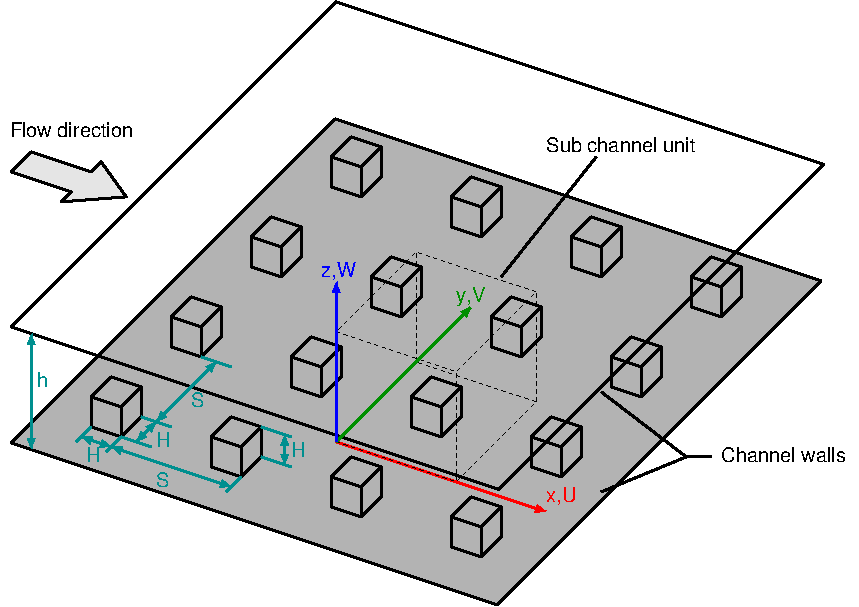 Flow direction
Sub channel unit
z,W
y,V
h
S
H
H
H
S
x,U
Channel walls